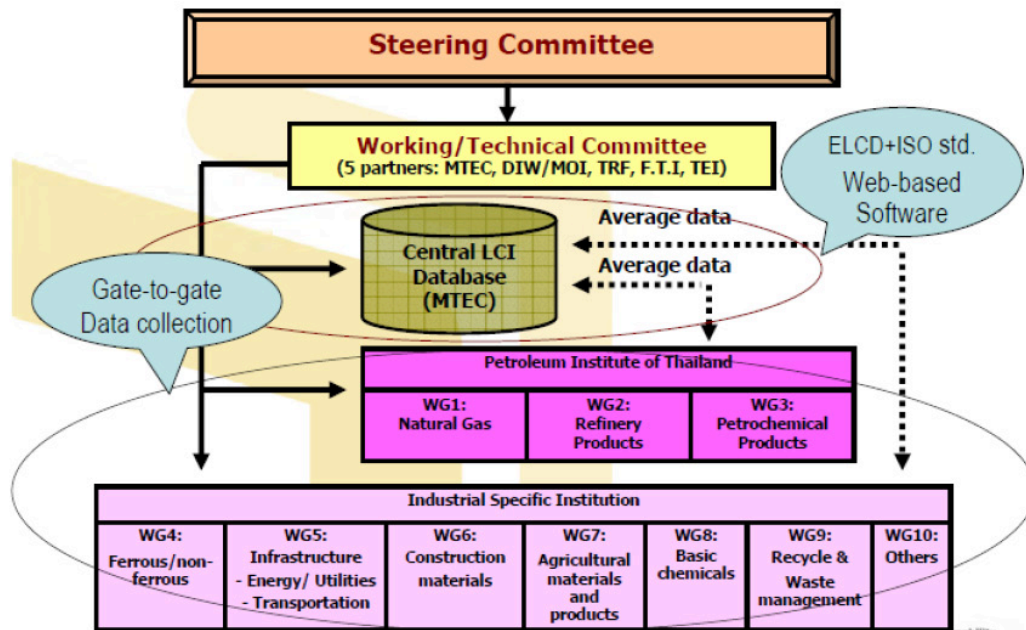 Steering Committee
Working/Technical Committee
(5 partners: MTEC, DIW/MOI, TRF, F.T.I, TEI)
ELCD+ISO std.
Web-based
Software
Average data
Central LCI
Database
(MTEC)
Average data
Gate-to-gate
Data collection
Petroleum Institute of Thailand
WG1:
Natural Gas
WG2:
Refinery
Products
WG3:
Petrochemical
Products
Industrial Specific Institution
WG4:
Ferrous/non-
ferrous
WG5:
Infrastructure
- Energy/ Utilities
- Transportation
WG6:
Construction
materials
WG7:
Agricultural
materials
and
products
WG8:
Basic
chemicals
WG9:
Recycle &
Waste
management
WG10:
Others